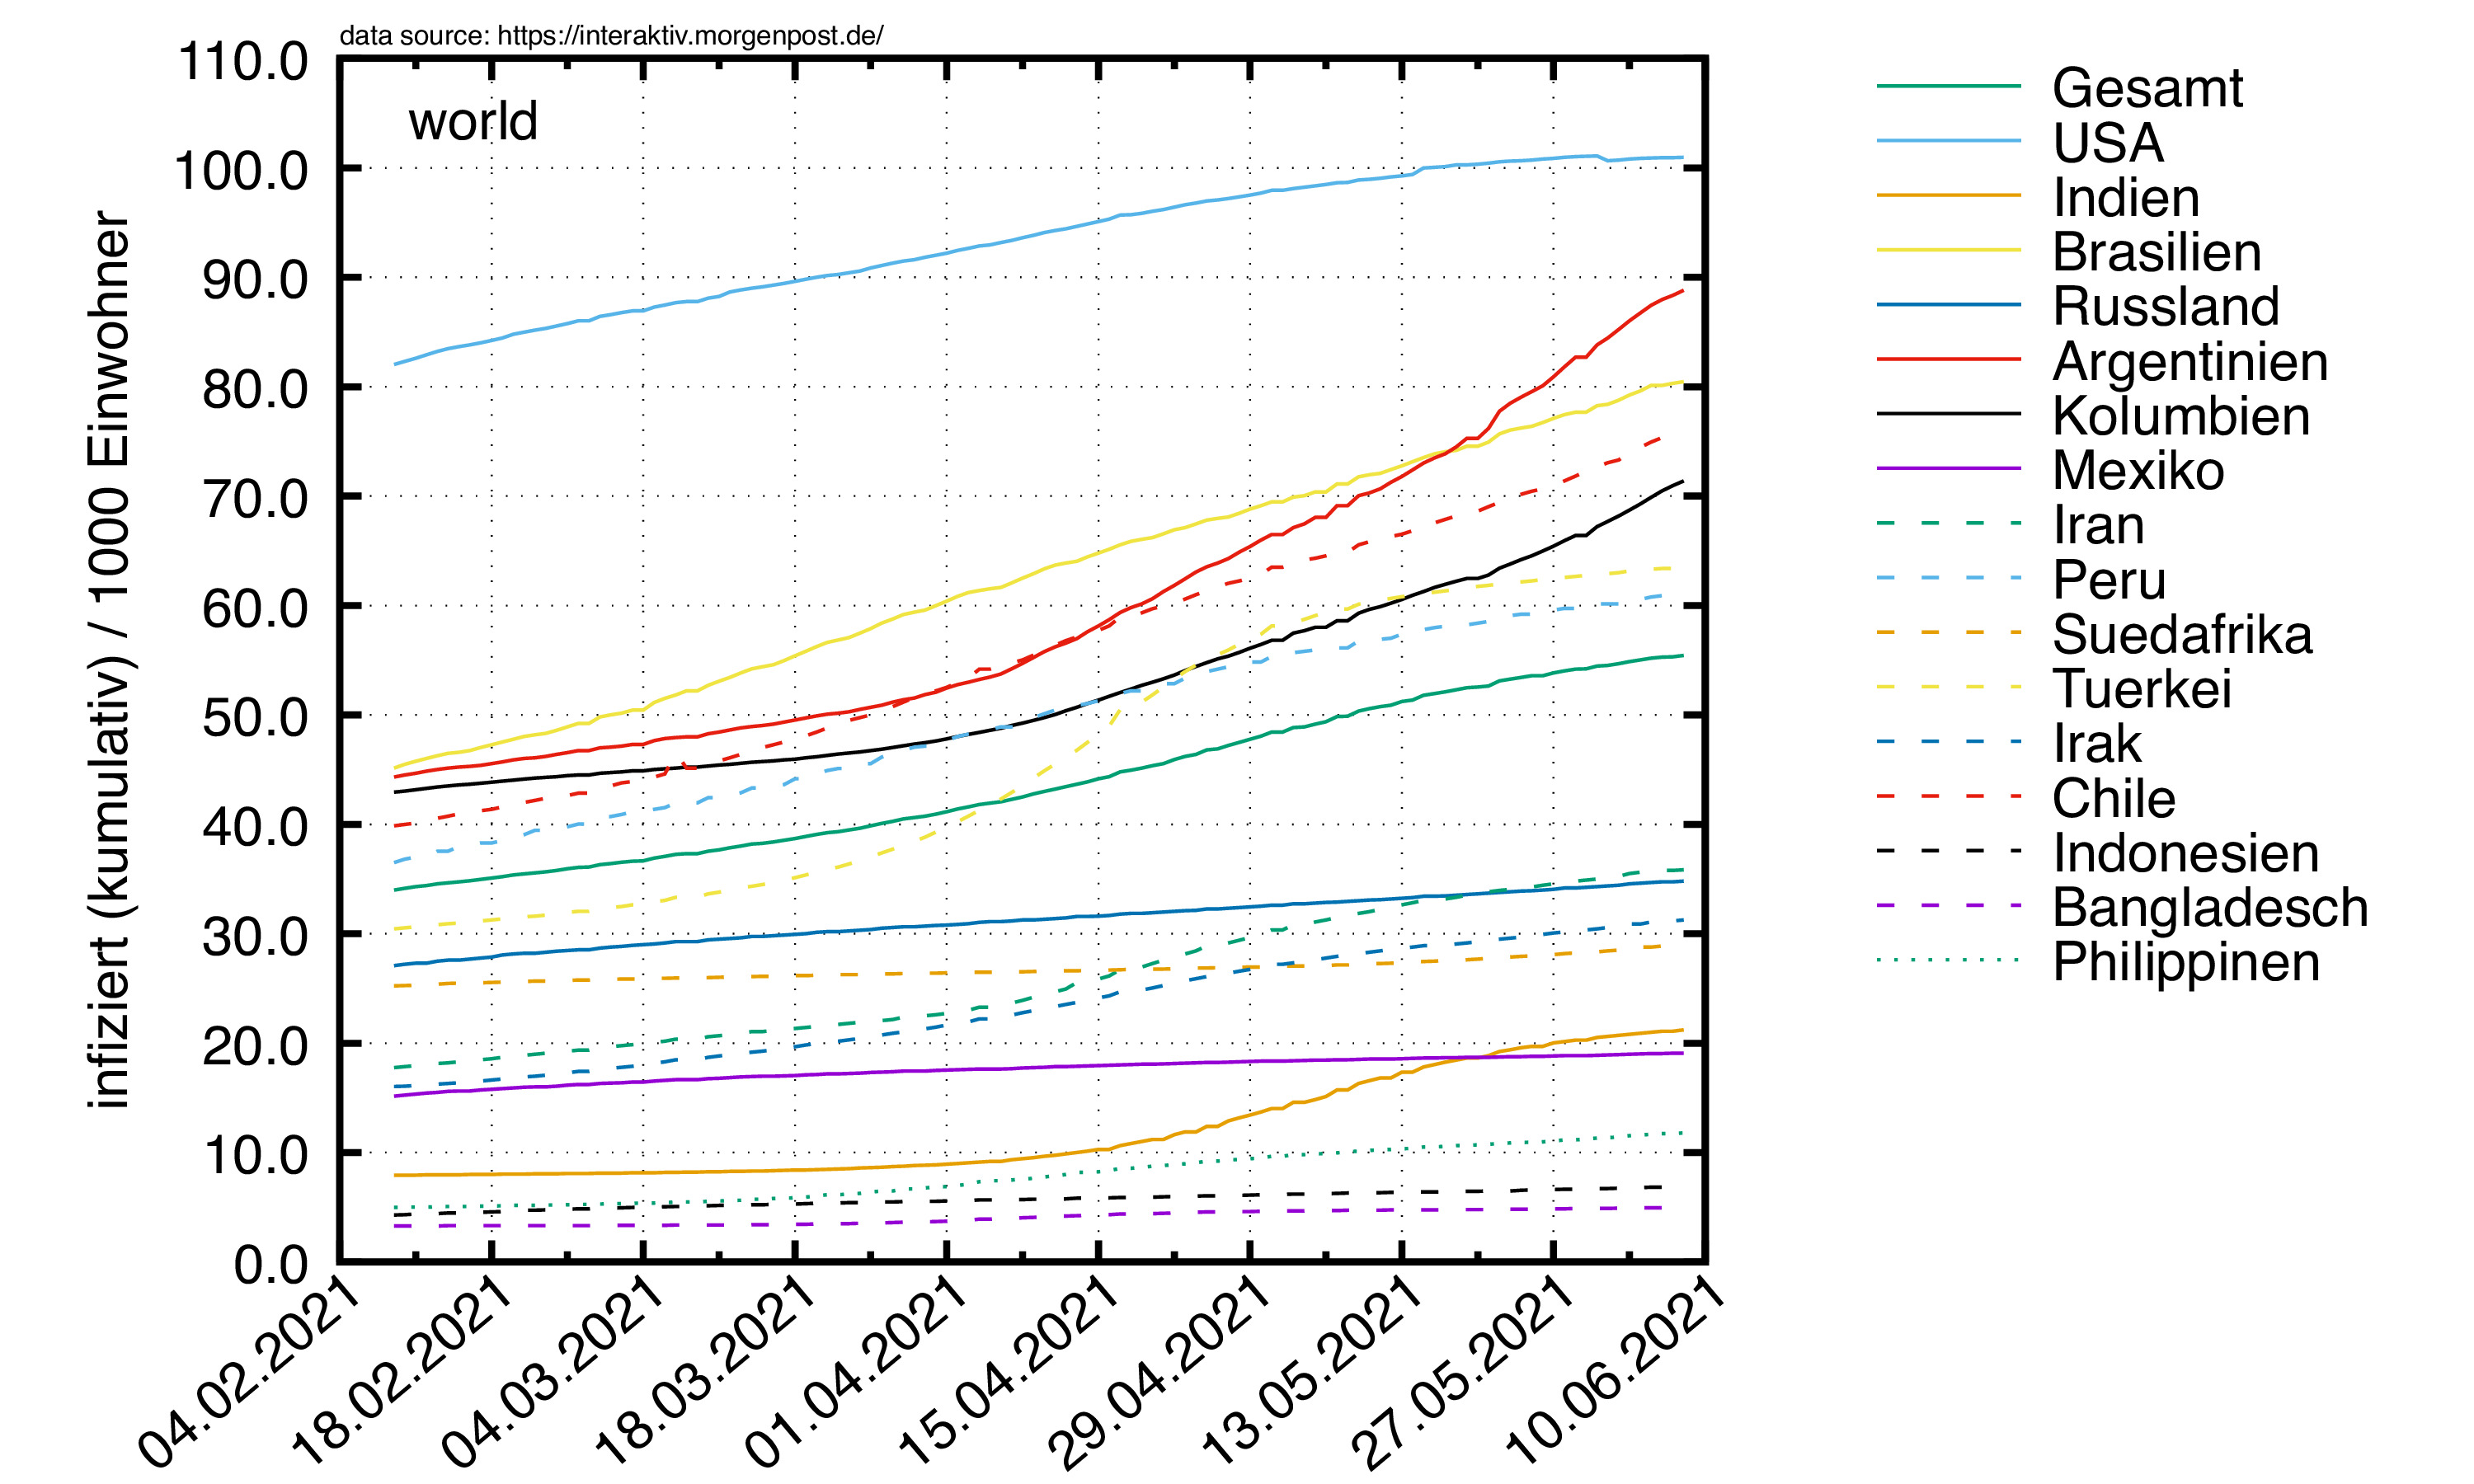 data source: https://interaktiv.morgenpost.de/
world
infiziert (kumulativ) / 1000 Einwohner
110.0
100.0
90.0
80.0
70.0
60.0
50.0
40.0
30.0
20.0
10.0
0.0
04.02.2021
18.02.2021
04.03.2021
18.03.2021
01.04.2021
15.04.2021
29.04.2021
13.05.2021
27.05.2021
10.06.2021
Gesamt
USA
Indien
Brasilien
Russland
Argentinien
Kolumbien
Mexiko
Iran
Peru
Suedafrika
Tuerkei
Irak
Chile
Indonesien
Bangladesch
Philippinen